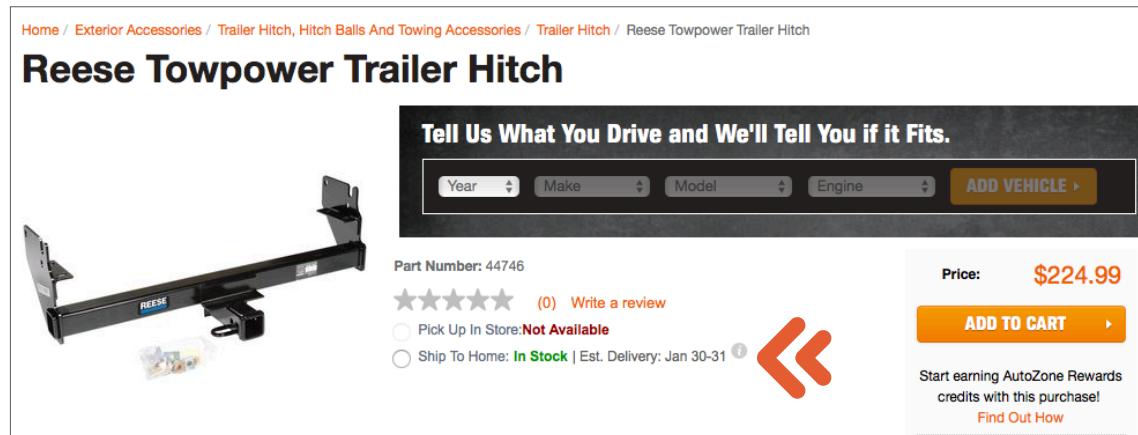 Home / Exterior Accessories / Trailer Hitch, Hitch Balls And Towing Accessories / Trailer Hitch / Reese Towpower Trailer Hitch
Reese Towpower Trailer Hitch
Tell Us What You Drive and We'll Tell You if it Fits.
Year Make Model Engine ADD VEHICLE
REESE
Part Number: 44746
(0) Write a review
Pick Up In Store:Not Available
Ship To Home: In Stock | Est. Delivery: Jan 30-31 i
Price: $224.99
ADD TO CART
Start earning AutoZone Rewards
credits with this purchase!
Find Out How